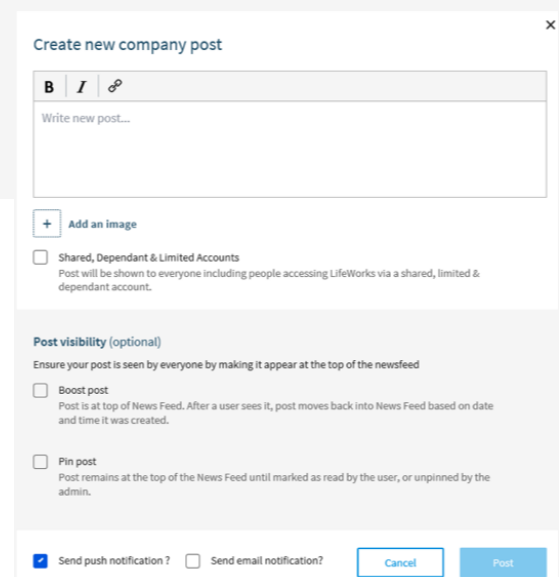 Create new company post
B I
Write new post...
+ Add an image
Shared, Dependant & Limited Accounts
Post will be shown to everyone including people accessing LifeWorks via a shared, limited &
dependant account.
Post visibility (optional)
Ensure your post is seen by everyone by making it appear at the top of the newsfeed
Boost post
Post is at top of News Feed. After a user sees it, post moves back into News Feed based on date
and time it was created.
Pin post
Post remains at the top of the News Feed until marked as read by the user, or unpinned by the
admin.
Send push notification ? Send email notification? Cancel Post